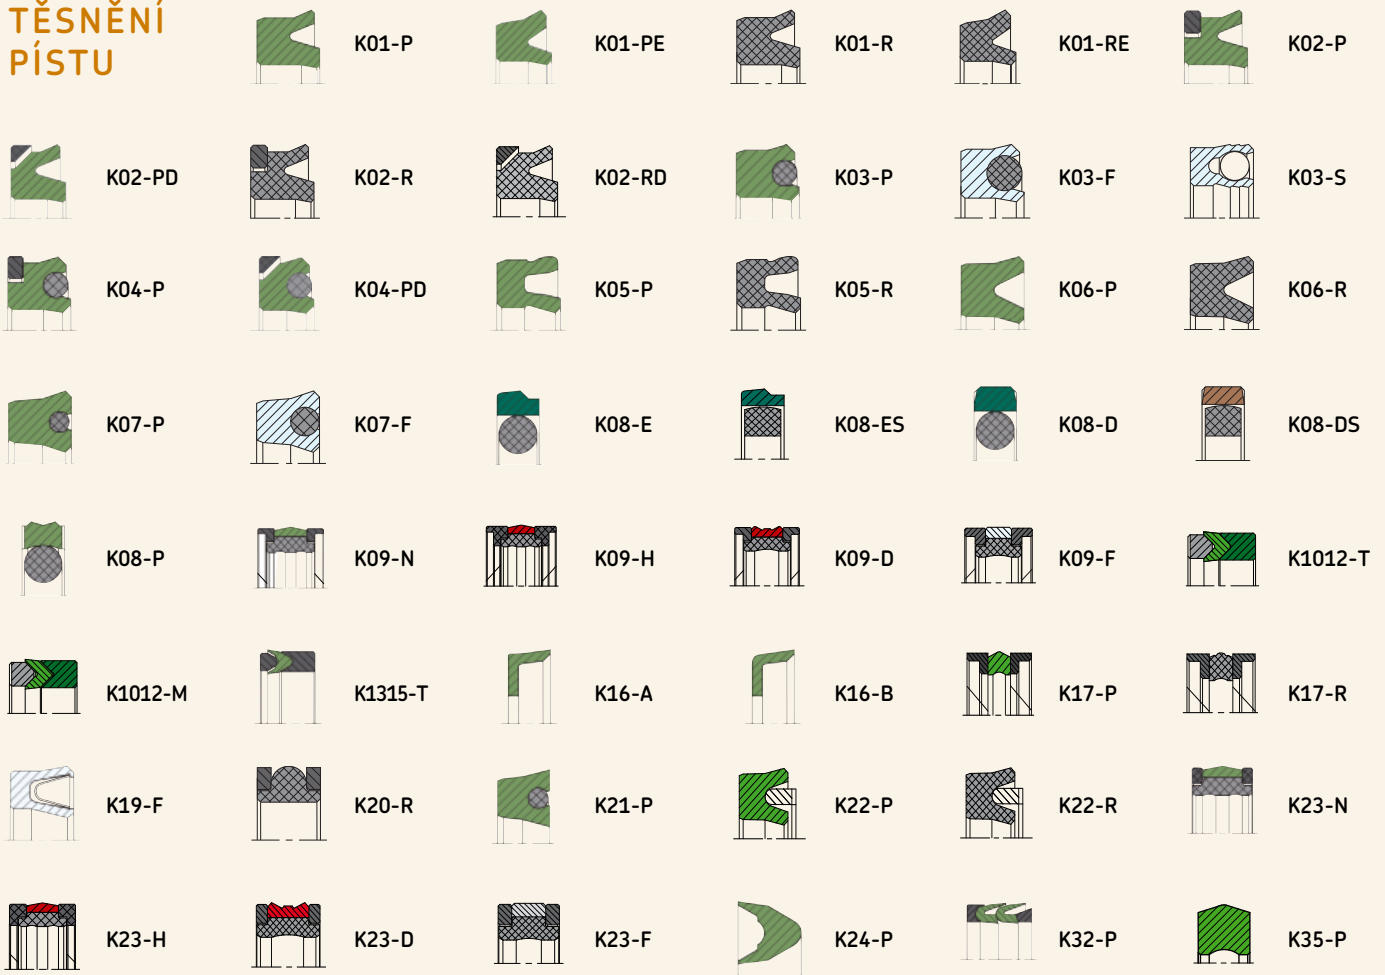 TĚSNĚNÍ
PÍSTU
K01-P
K01-PE
K01-R
K01-RE
K02-P
K02-PD
K02-R
K02-RD
K03-P
K03-F
K03-S
K04-P
K04-PD
K05-P
K05-R
K06-P
K06-R
K07-P
K07-F
K08-E
K08-ES
K08-D
K08-DS
K08-P
K09-N
K09-H
K09-D
K09-F
K1012-T
K1012-M
K1315-T
K16-A
K16-B
K17-P
K17-R
K19-F
K20-R
K21-P
K22-P
K22-R
K23-N
K23-H
K23-D
K23-F
K24-P
K32-P
K35-P